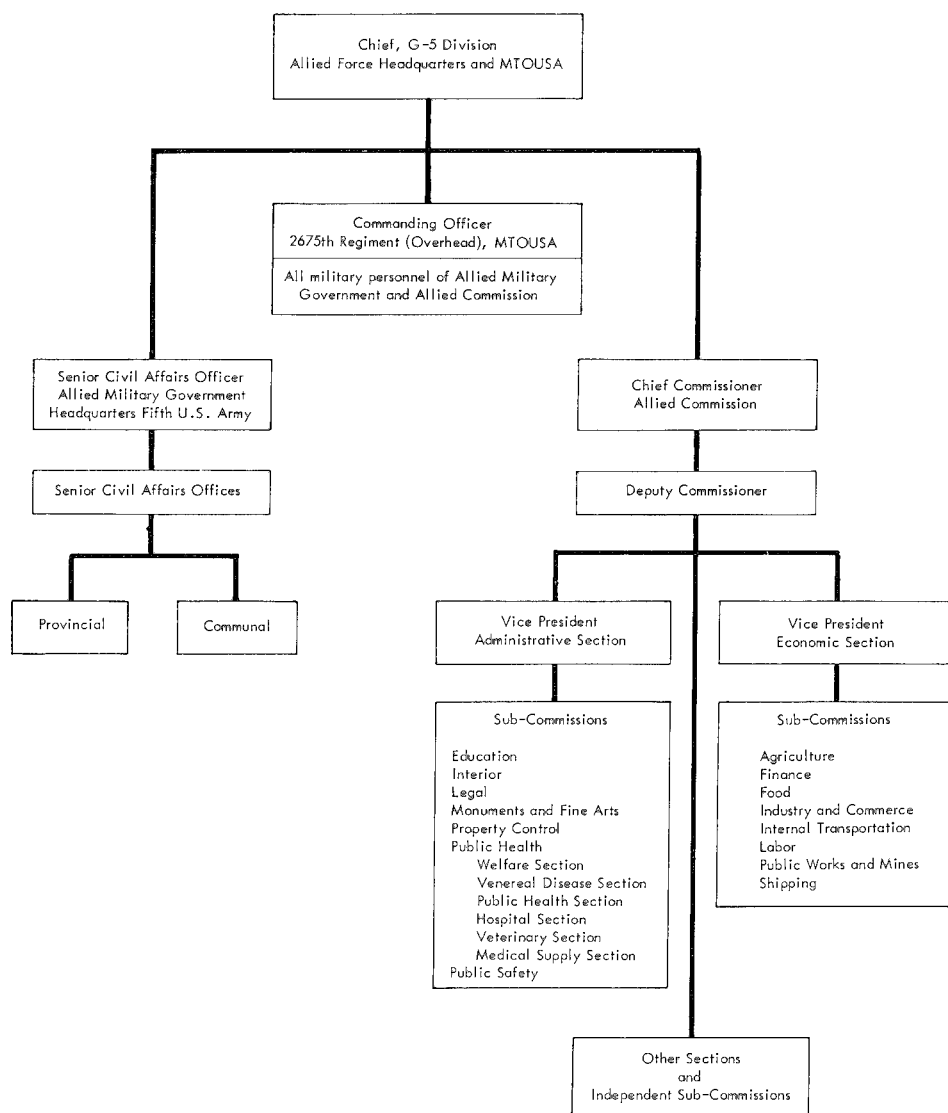 Chief, G-5 Division
Allied Force Headquarters and MTOUSA
Commanding Officer
2675th Regiment (Overhead), MTOUSA
All military personnel of Allied Military
Government and Allied Commission
Senior Civil Affairs Officer
Allied Military Government
Headquarters Fifth U.S. Army
Chief Commissioner
Allied Commission
Senior Civil Affairs Offices
Deputy Commissioner
Provincial
Communal
Vice President
Administrative Section
Vice President
Economic Section
Sub-Commissions
Education
Interior
Legal
Monuments and Fine Arts
Property Control
Public Health
Welfare Section
Venereal Disease Section
Public Health Section
Hospital Section
Veterinary Section
Medical Supply Section
Public Safety
Sub-Commissions
Agriculture
Finance
Food
Industry and Commerce
Internal Transportation
Labor
Public Works and Mines
Shipping
Other Sections
and
Independent Sub-Commissions